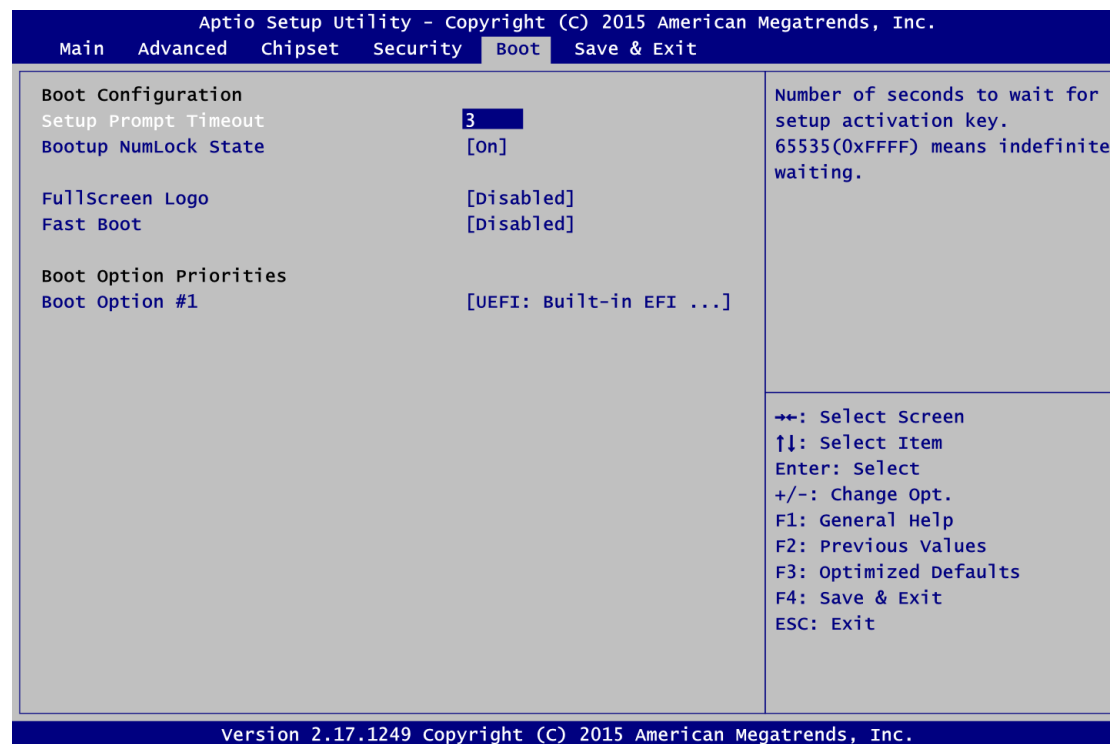 Aptio Setup Utility - Copyright (C) 2015 American Megatrends, Inc.
Main Advanced Chipset Security Boot Save & Exit
Boot Configuration
Setup Prompt Timeout 3
Bootup NumLock State [On]
FullScreen Logo [Disabled]
Fast Boot [Disabled]
Boot Option Priorities
Boot Option #1 [UEFI: Built-in EFI ...]
Number of seconds to wait for
setup activation key.
65535(0xFFFF) means indefinite
waiting.
→←: Select Screen
↑↓: Select Item
Enter: Select
+/-: Change Opt.
F1: General Help
F2: Previous Values
F3: Optimized Defaults
F4: Save & Exit
ESC: Exit
Version 2.17.1249 Copyright (C) 2015 American Megatrends, Inc.